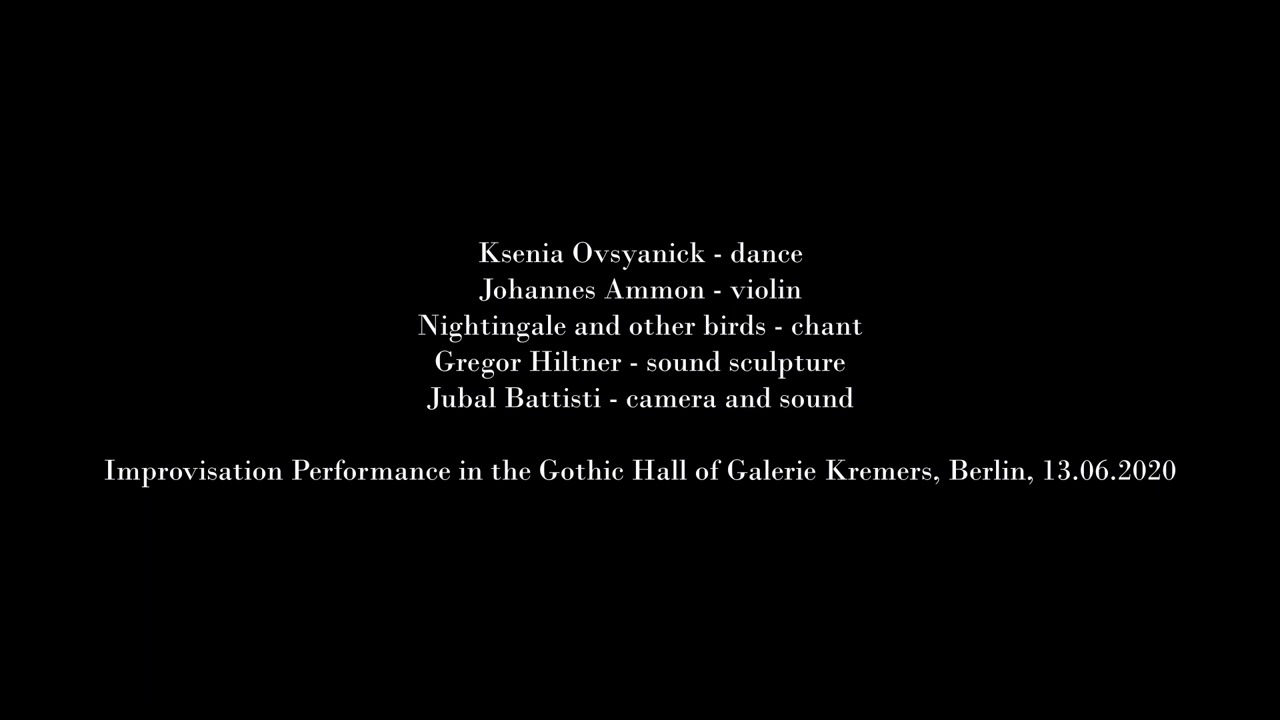 Ksenia Ovsyanick - dance
Johannes Ammon - violin
Nightingale and other birds - chant
Gregor Hiltner - sound sculpture
Jubal Battisti - camera and sound
Improvisation Performance in the Gothic Hall of Galerie Kremers, Berlin, 13.06.2020